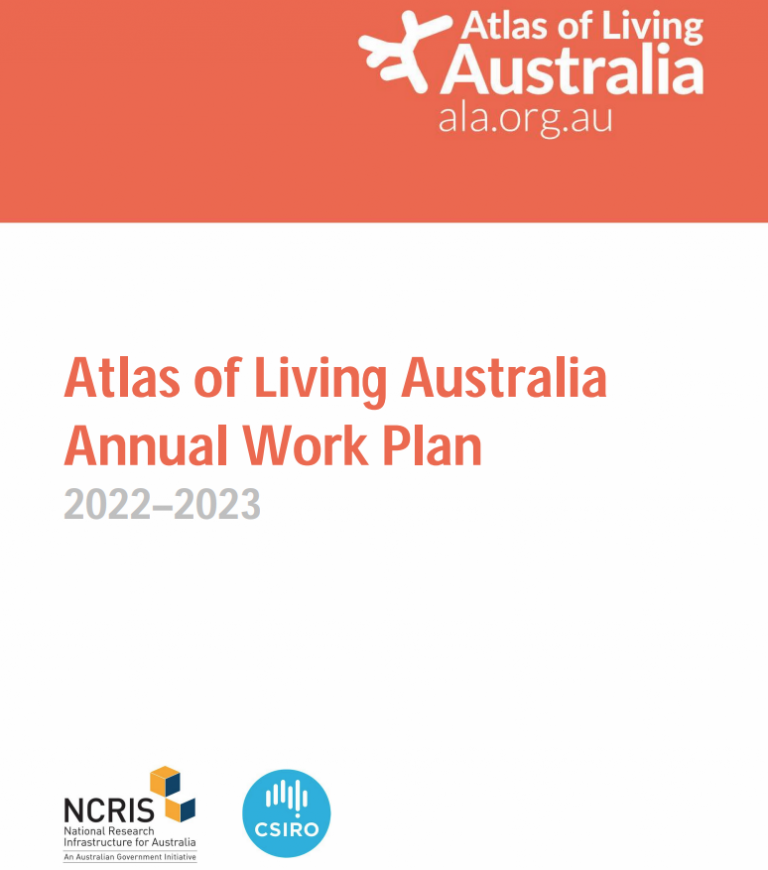 Atlas of Living
Australia
ala.org.au
Atlas of Living Australia
Annual Work Plan
2022–2023
NCRIS
National Research
Infrastructure for Australia
An Australian Government Initiative
CSIRO